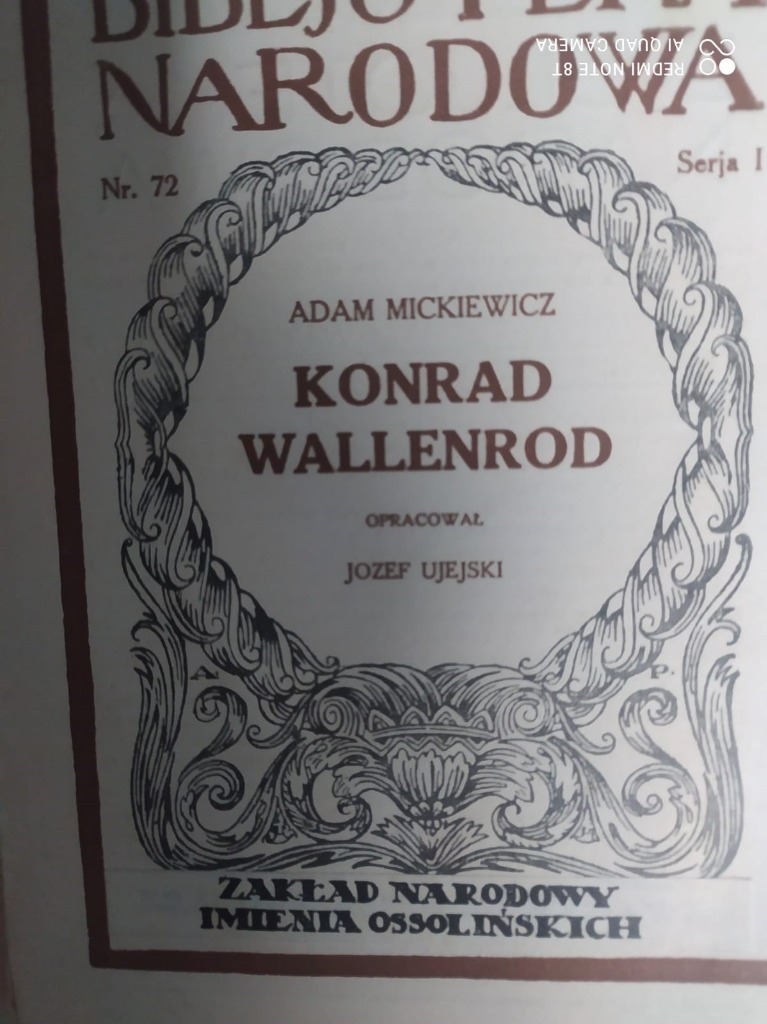 NARODOWA
Nr. 72
Serja I
ADAM MICKIEWICZ
KONRAD
WALLENROD
OPRACOWAŁ
JOZEF UJEJSKI
A. P.
ZAKŁAD NARODOWY
IMIENIA OSSOLIŃSKICH
REDMI NOTE 8T
AI QUAD CAMERA